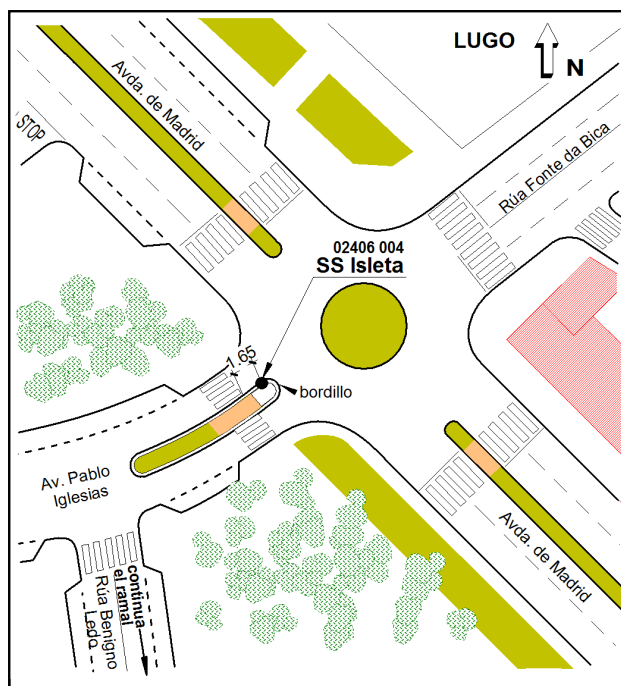 LUGO
N
Avda. de Madrid
STOP
Rúa Fonte da Bica
02406 004
SS Isleta
1.65
bordillo
Av. Pablo
Iglesias
Avda. de Madrid
continua
el ramal
Rúa Benigno
Ledo